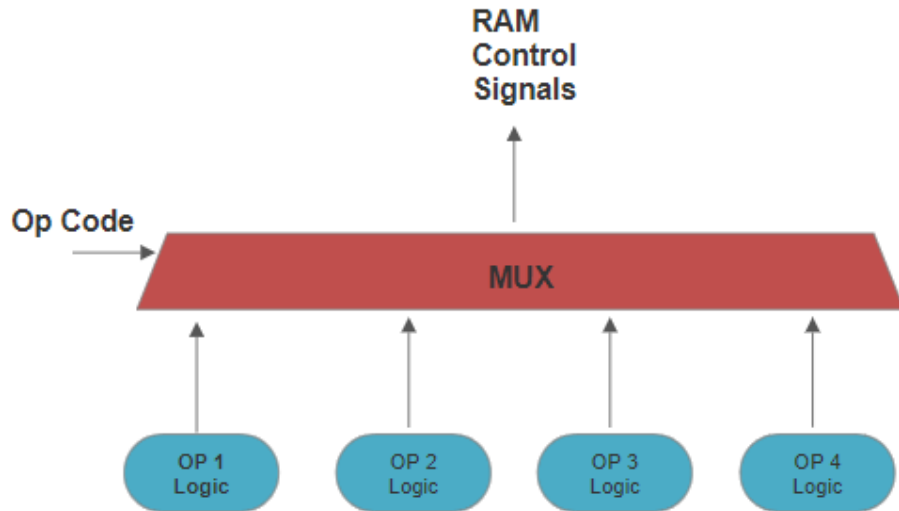 RAM
Control
Signals
Op Code
MUX
OP 1
Logic
OP 2
Logic
OP 3
Logic
OP 4
Logic